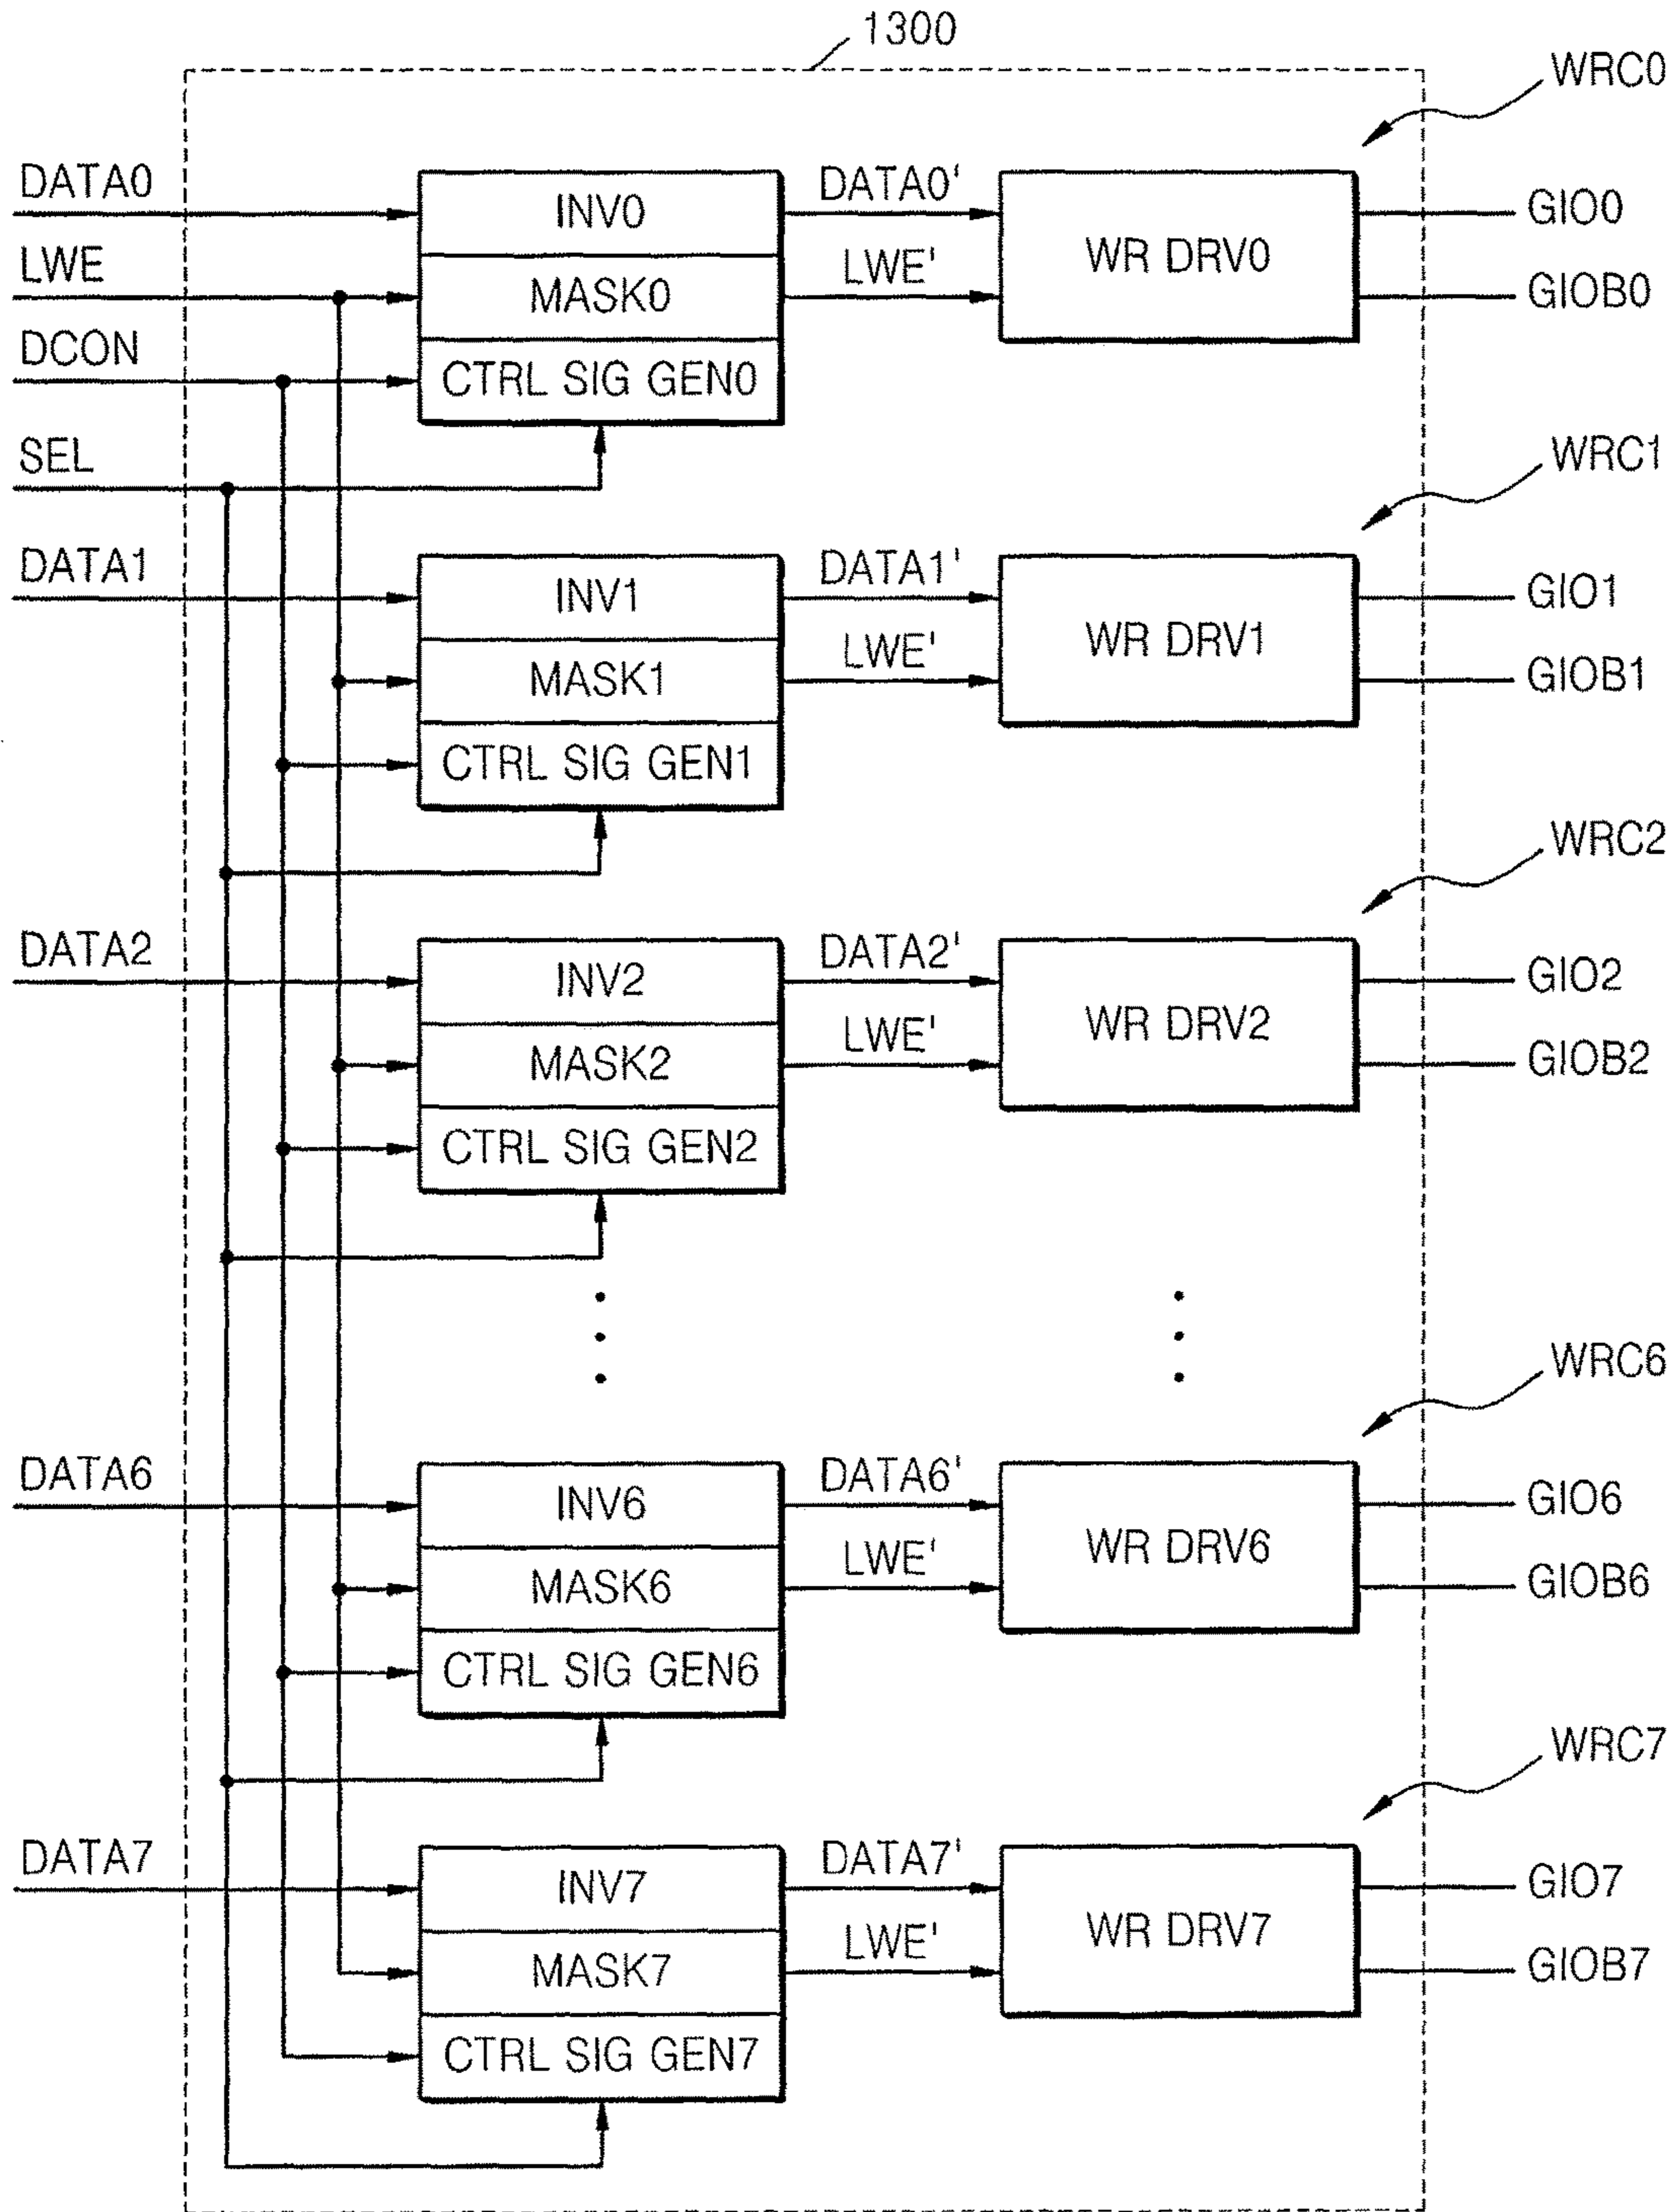 1300
WRC0
DATA0
INV0
DATA0'
GIO0
LWE
MASK0
LWE'
WR DRV0
GIOB0
DCON
CTRL SIG GEN0
SEL
WRC1
DATA1
INV1
DATA1'
GIO1
MASK1
LWE'
WR DRV1
GIOB1
CTRL SIG GEN1
WRC2
DATA2
INV2
DATA2'
GIO2
MASK2
LWE'
WR DRV2
GIOB2
CTRL SIG GEN2
WRC6
DATA6
INV6
DATA6'
GIO6
MASK6
LWE'
WR DRV6
GIOB6
CTRL SIG GEN6
WRC7
DATA7
INV7
DATA7'
GIO7
MASK7
LWE'
WR DRV7
GIOB7
CTRL SIG GEN7